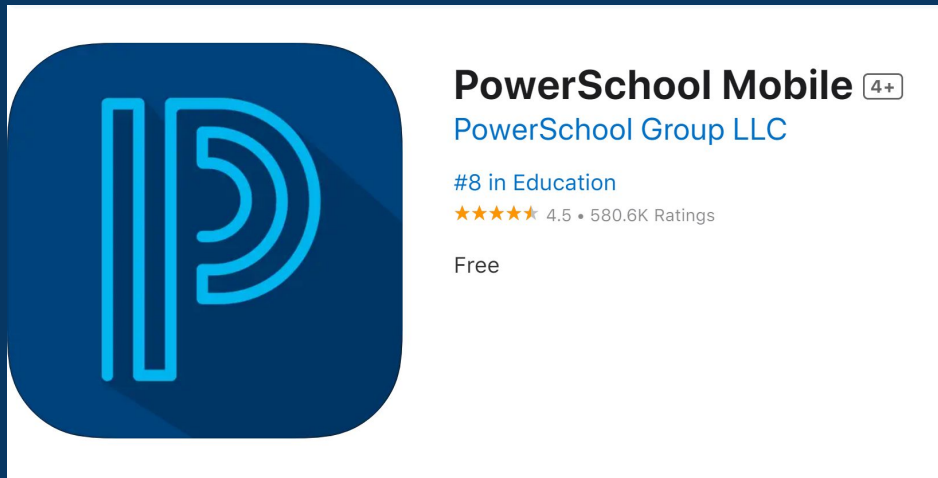 PowerSchool Mobile 4+
PowerSchool Group LLC
#8 in Education
4.5 • 580.6K Ratings
Free